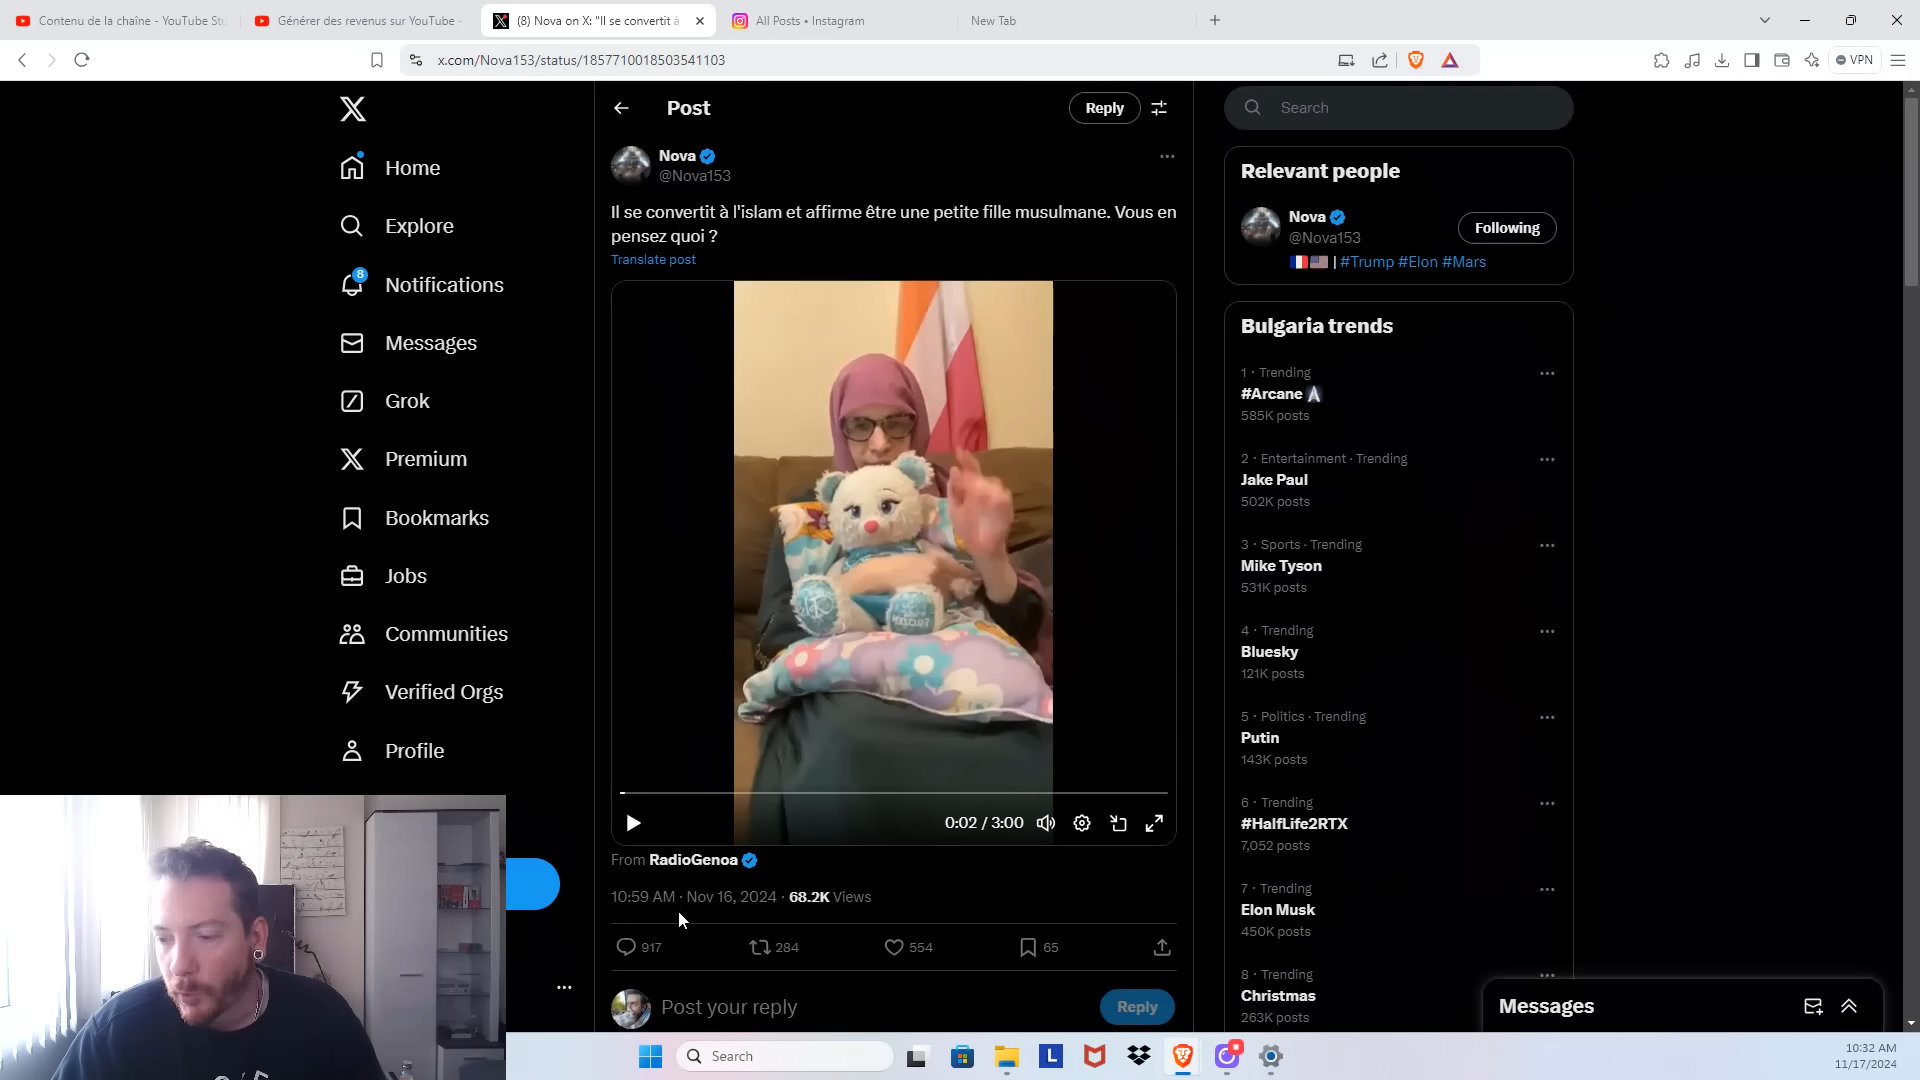 Contenu de la chaîne - YouTube Stu
Générer des revenus sur YouTube -
(8) Nova on X: "Il se convertit à
All Posts • Instagram
New Tab
x.com/Nova153/status/1857710018503541103
VPN
Home
Explore
8
Notifications
Messages
Grok
Premium
Bookmarks
Jobs
Communities
Verified Orgs
Profile
Post
Reply
Nova
@Nova153
Il se convertit à l'islam et affirme être une petite fille musulmane. Vous en
pensez quoi ?
Translate post
0:02 / 3:00
From RadioGenoa
10:59 AM · Nov 16, 2024 · 68.2K Views
917
284
554
65
Post your reply
Reply
Search
Relevant people
Nova
@Nova153
Following
| #Trump #Elon #Mars
Bulgaria trends
1 · Trending
#Arcane
585K posts
2 · Entertainment · Trending
Jake Paul
502K posts
3 · Sports · Trending
Mike Tyson
531K posts
4 · Trending
Bluesky
121K posts
5 · Politics · Trending
Putin
143K posts
6 · Trending
#HalfLife2RTX
7,052 posts
7 · Trending
Elon Musk
450K posts
8 · Trending
Christmas
263K posts
Messages
Search
L
10:32 AM
11/17/2024